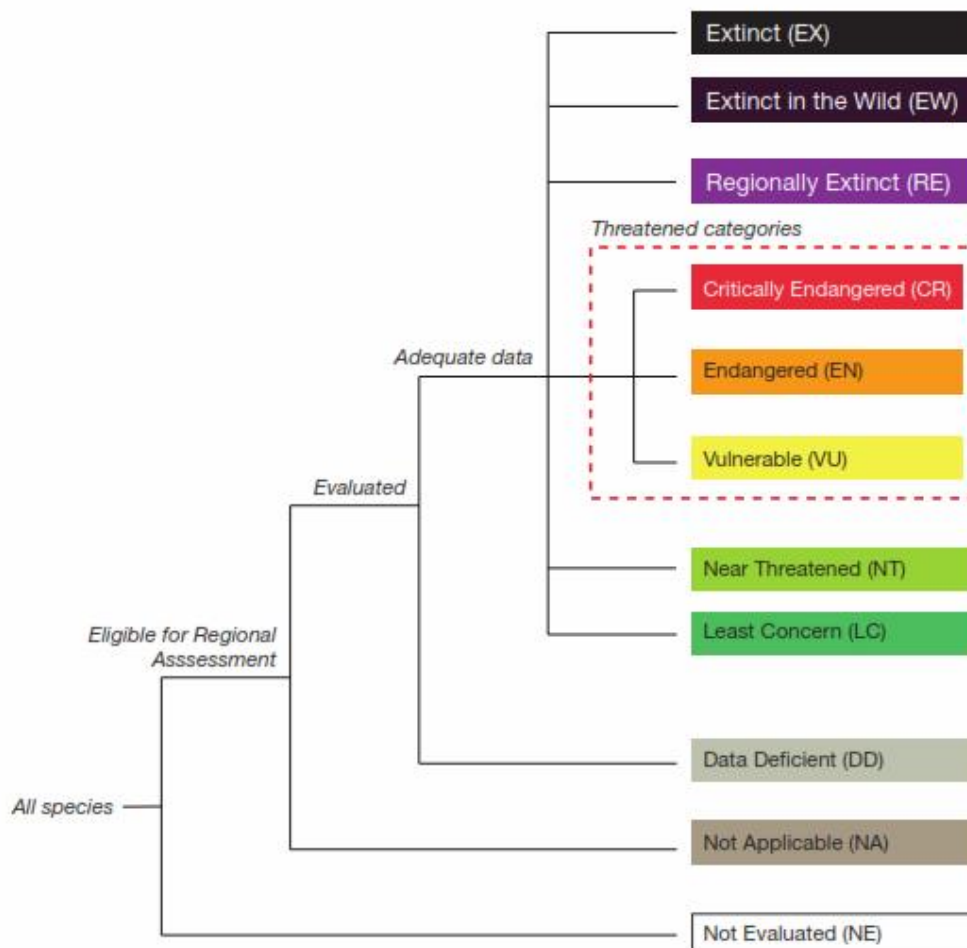 Extinct (EX)
Extinct in the Wild (EW)
Regionally Extinct (RE)
Threatened categories
Critically Endangered (CR)
Adequate data
Endangered (EN)
Vulnerable (VU)
Evaluated
Near Threatened (NT)
Least Concern (LC)
Eligible for Regional
Asssessment
Data Deficient (DD)
All species
Not Applicable (NA)
Not Evaluated (NE)